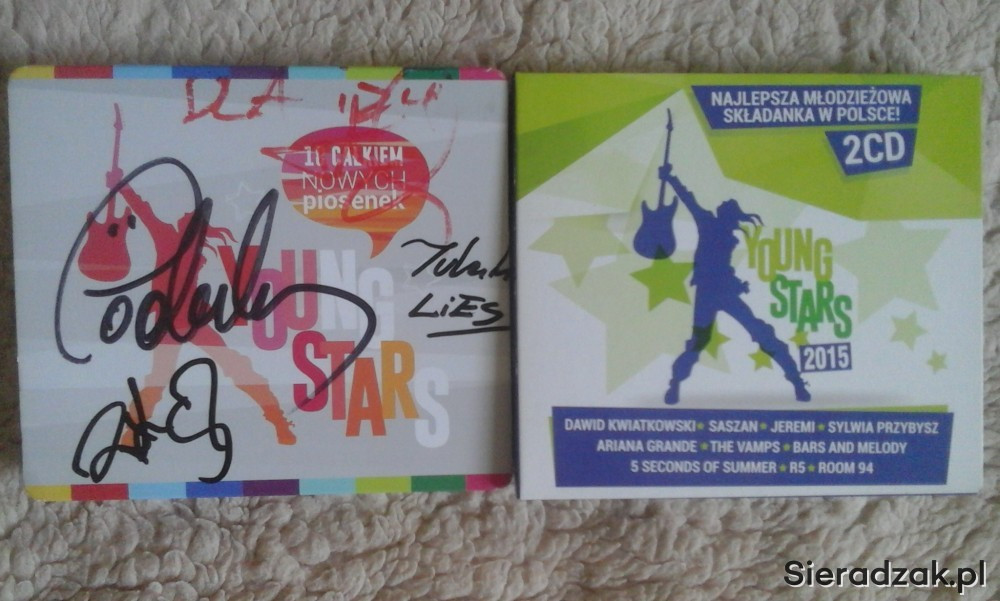 DLA
10 CAŁKIEM
NOWYCH
piosenek
YOUNG
STARS
LiES
NAJLEPSZA MŁODZIEŻOWA
SKŁADANKA W POLSCE!
2CD
YOUNG
STARS
2015
DAWID KWIATKOWSKI ★ SASZAN ★ JEREMI ★ SYLWIA PRZYBYSZ
ARIANA GRANDE ★ THE VAMPS ★ BARS AND MELODY
5 SECONDS OF SUMMER ★ R5 ★ ROOM 94
Sieradzak.pl